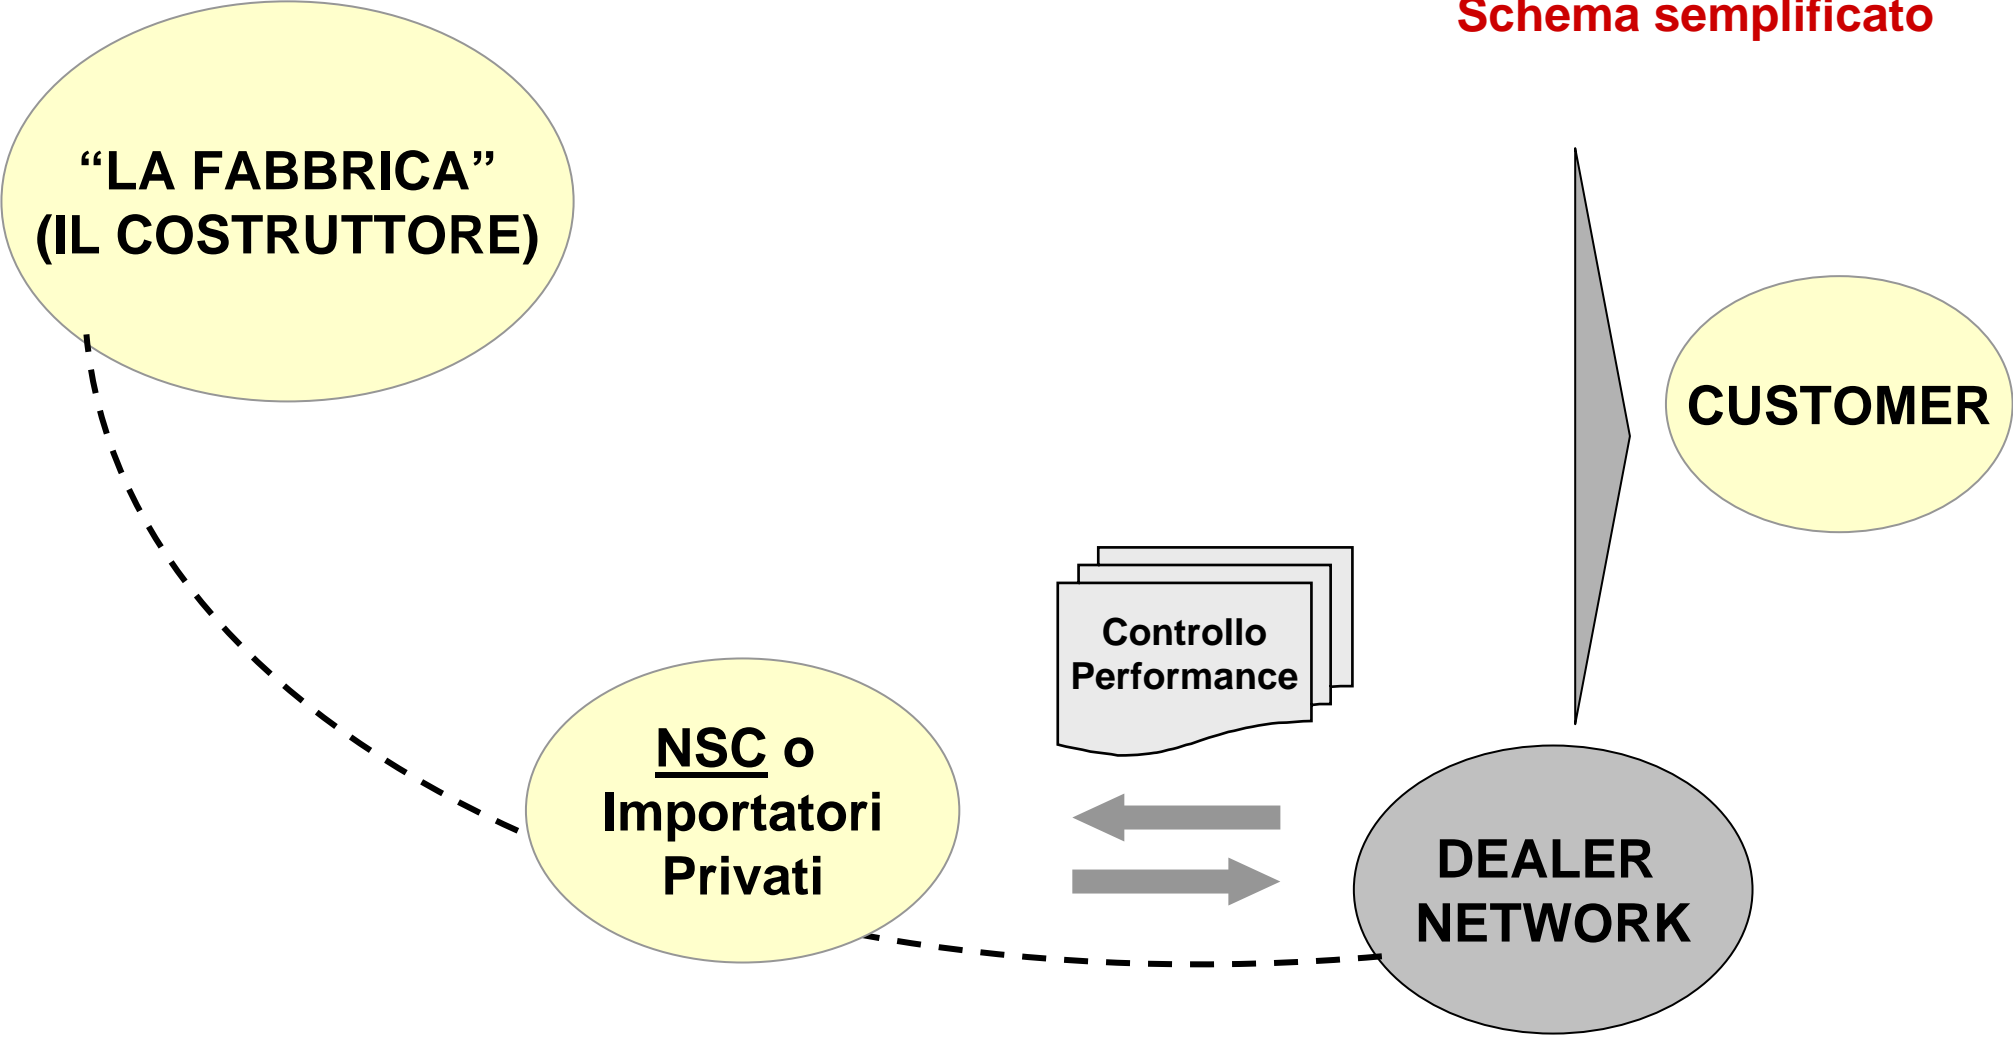 Schema semplificato
“LA FABBRICA”
(IL COSTRUTTORE)
CUSTOMER
Controllo
Performance
NSC o
Importatori
Privati
DEALER
NETWORK